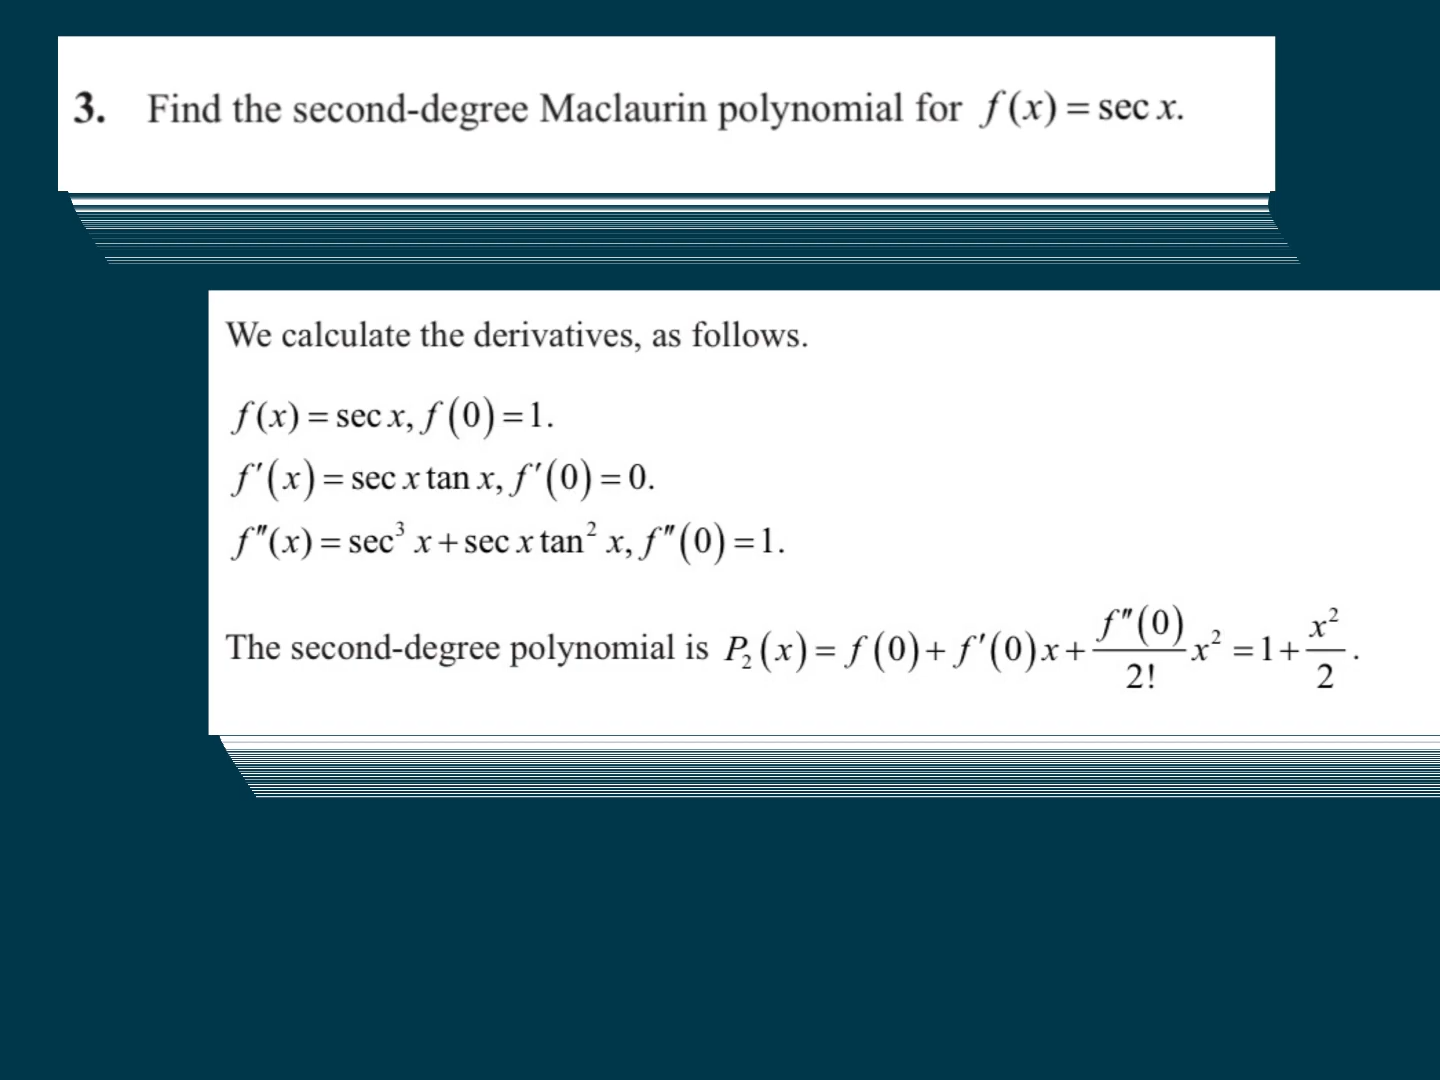 3. Find the second-degree Maclaurin polynomial for f(x) = sec x.
We calculate the derivatives, as follows.
f(x) = sec x, f(0) = 1.
f′(x) = sec x tan x, f′(0) = 0.
f″(x) = sec³ x + sec x tan² x, f″(0) = 1.
The second-degree polynomial is P₂(x) = f(0) + f′(0)x + f″(0)/2! x² = 1 + x²/2.